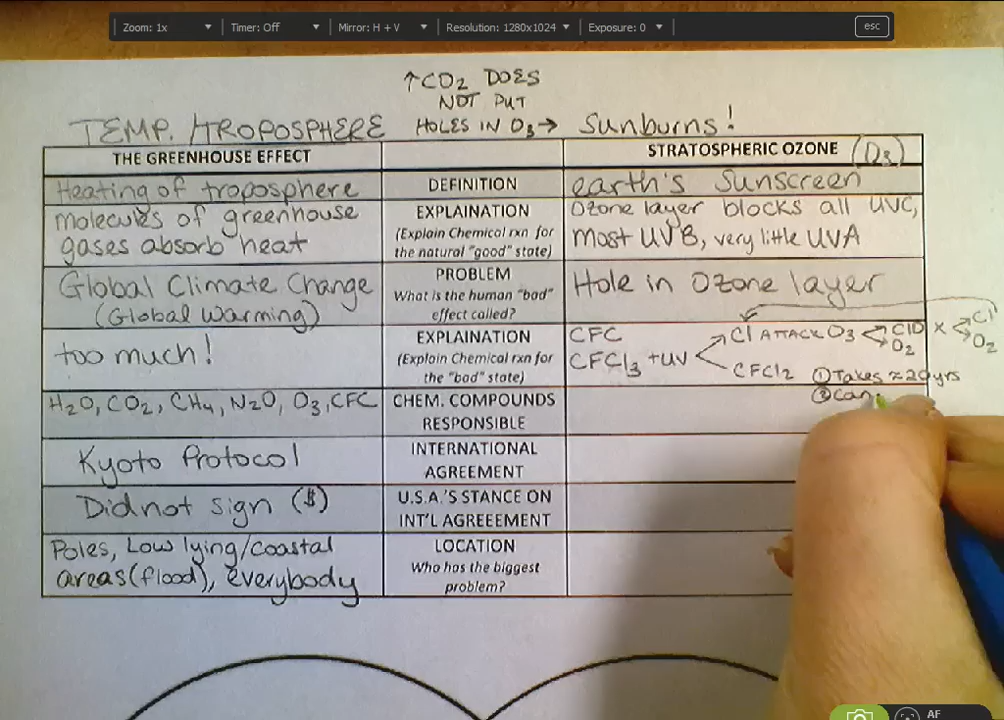 Zoom: 1x Timer: Off Mirror: H + V Resolution: 1280x1024 Exposure: 0 esc
↑CO2 DOES
NOT PUT
TEMP. /TROPOSPHERE HOLES IN O3→ Sunburns!
THE GREENHOUSE EFFECT STRATOSPHERIC OZONE (O3)
Heating of troposphere DEFINITION earth's Sunscreen
molecules of greenhouse EXPLAINATION Ozone layer blocks all UVC,
gases absorb heat (Explain Chemical rxn for most UVB, very little UVA
the natural "good" state)
Global Climate Change PROBLEM Hole in Ozone layer
(Global Warming) What is the human "bad"
effect called?
too much! EXPLAINATION CFC Cl ATTACK O3 ClO x Cl
(Explain Chemical rxn for CFCl3 + UV O2 O2
the "bad" state) CFCl2 ① Takes ≈ 20yrs
H2O, CO2, CH4, N2O, O3, CFC CHEM. COMPOUNDS ② Can
RESPONSIBLE
Kyoto Protocol INTERNATIONAL
AGREEMENT
Did not sign ($) U.S.A.'S STANCE ON
INT'L AGREEEMENT
Poles, Low lying/coastal LOCATION
areas (flood), everybody Who has the biggest
problem?
AF